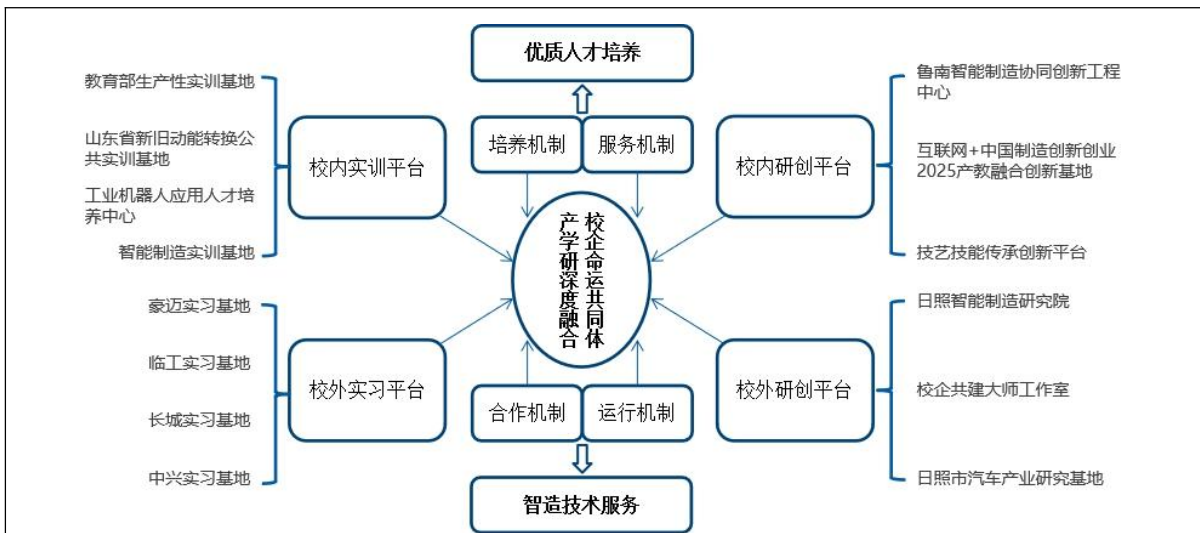 优质人才培养
教育部生产性实训基地
山东省新旧动能转换公
共实训基地
工业机器人应用人才培
养中心
智能制造实训基地
校内实训平台
培养机制
服务机制
校内研创平台
鲁南智能制造协同创新工程
中心
互联网+中国制造创新创业
2025产教融合创新基地
技艺技能传承创新平台
校企命运共同体
产学研深度融合
豪迈实习基地
临工实习基地
长城实习基地
中兴实习基地
校外实习平台
合作机制
运行机制
校外研创平台
日照智能制造研究院
校企共建大师工作室
日照市汽车产业研究基地
智造技术服务